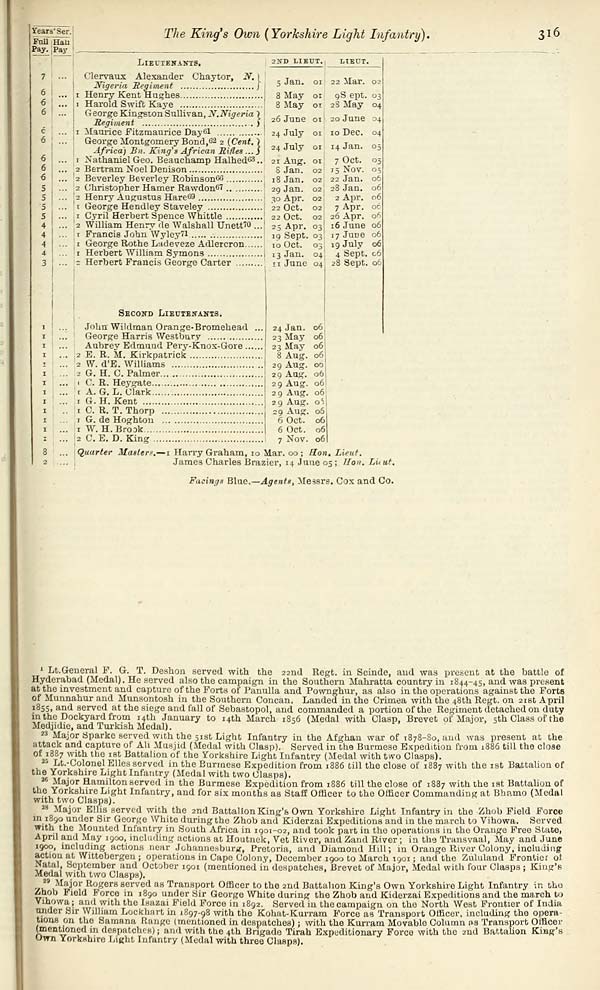 The King's Own (Yorkshire Light Infantry). 316
Years' Ser.
Full Pay. Half Pay
LIEUTENANTS. 2ND LIEUT. LIEUT.
7 ... Clervaux Alexander Chaytor, N. Nigeria Regiment ... 5 Jan. 01 22 Mar. 02
6 ... 1 Henry Kent Hughes ... 8 May 01 9S ept. 03
6 ... 1 Harold Swift Kaye ... 8 May 01 28 May 04
6 ... George Kingston Sullivan, N. Nigeria Regiment ... 26 June 01 20 June 04
6 ... 1 Maurice Fitzmaurice Day61 ... 24 July 01 10 Dec. 04
6 ... George Montgomery Bond,62 2 (Cent. Africa) Bn. King's African Rifles ... 24 July 01 14 Jan. 05
6 ... 1 Nathaniel Geo. Beauchamp Halhed63 .. 21 Aug. 01 7 Oct. 05
6 ... 2 Bertram Noel Denison ... 8 Jan. 02 15 Nov. 05
6 ... 2 Beverley Beverley Robinson66 ... 18 Jan. 02 22 Jan. 06
5 ... 2 Christopher Hamer Rawdon67 ... 29 Jan. 02 28 Jan. 06
5 ... 2 Henry Augustus Hare69 ... 30 Apr. 02 2 Apr. 06
5 ... 1 George Hendley Staveley ... 22 Oct. 02 7 Apr. 06
5 ... 1 Cyril Herbert Spence Whittle ... 22 Oct. 02 26 Apr. 06
4 ... 2 William Henry de Walshall Unett70 ... 25 Apr. 03 16 June 06
4 ... 1 Francis John Wyley71 ... 19 Sept. 03 17 June 06
4 ... 1 George Rothe Ladeveze Adlercron ... 10 Oct. 03 19 July 06
4 ... 1 Herbert William Symons ... 13 Jan. 04 4 Sept. 06
3 ... 2 Herbert Francis George Carter ... 11 June 04 28 Sept. 06
SECOND LIEUTENANTS.
1 ... John Wildman Orange-Bromehead ... 24 Jan. 06
1 ... George Harris Westbury ... 23 May 06
1 ... Aubrey Edmund Pery-Knox-Gore ... 23 May 06
1 ... 2 E. R. M. Kirkpatrick ... 8 Aug. 06
1 ... 2 W. d'E. Williams ... 29 Aug. 06
1 ... 2 G. H. C. Palmer ... 29 Aug. 06
1 ... 1 C. R. Heygate ... 29 Aug. 06
1 ... 1 A. G. L. Clark ... 29 Aug. 06
1 ... 1 G. H. Kent ... 29 Aug. 06
1 .. 1 C. R. T. Thorp ... 29 Aug. 06
1 ... 1 G. de Hoghton ... 6 Oct. 06
1 ... 1 W. H. Brook ... 6 Oct. 06
1 ... 2 C. E. D. King ... 7 Nov. 06
8 ... Quarter Masters.—1 Harry Graham, 10 Mar. 00; Hon. Lieut.
2 ... James Charles Brazier, 14 June 05; Hon. Lieut.
Facings Blue.—Agents, Messrs. Cox and Co.
1 Lt.General F. G. T. Deshon served with the 22nd Regt. in Scinde, and was present at the battle of
Hyderabad (Medal). He served also the campaign in the Southern Mahratta country in 1844-45, and was present
at the investment and capture of the Forts of Panulla and Pownghur, as also in the operations against the Forts
of Munnahur and Munsontosh in the Southern Concan. Landed in the Crimea with the 48th Regt. on 21st April
1855, and served at the siege and fall of Sebastopol, and commanded a portion of the Regiment detached on duty
in the Dockyard from 14th January to 14th March 1856 (Medal with Clasp, Brevet of Major, 5th Class of the
Medjidie, and Turkish Medal).
23 Major Sparke served with the 51st Light Infantry in the Afghan war of 1878-80, and was present at the
attack and capture of Ali Musjid (Medal with Clasp). Served in the Burmese Expedition from 1886 till the close
of 1887 with the 1st Battalion of the Yorkshire Light Infantry (Medal with two Clasps).
25 Lt.-Colonel Elles served in the Burmese Expedition from 1886 till the close of 1887 with the 1st Battalion of
the Yorkshire Light Infantry (Medal with two Clasps).
26 Major Hamilton served in the Burmese Expedition from 1886 till the close of 1887 with the 1st Battalion of
the Yorkshire Light Infantry, and for six months as Staff Officer to the Officer Commanding at Bhamo (Medal
with two Clasps).
28 Major Ellis served with the 2nd Battalion King's Own Yorkshire Light Infantry in the Zhob Field Force
in 1890 under Sir George White during the Zhob and Kiderzai Expeditions and in the march to Vihowa. Served
with the Mounted Infantry in South Africa in 1901-02, and took part in the operations in the Orange Free State,
April and May 1900, including actions at Houtnek, Vet River, and Zand River; in the Transvaal, May and June
1900, including actions near Johannesburg, Pretoria, and Diamond Hill; in Orange River Colony, including
action at Wittebergen; operations in Cape Colony, December 1900 to March 1901; and the Zululand Frontier of
Natal, September and October 1901 (mentioned in despatches, Brevet of Major, Medal with four Clasps; King's
Medal with two Clasps).
29 Major Rogers served as Transport Officer to the 2nd Battalion King's Own Yorkshire Light Infantry in the
Zhob Field Force in 1890 under Sir George White during the Zhob and Kiderzai Expeditions and the march to
Vihowa; and with the Isazai Field Force in 1892. Served in the campaign on the North West Frontier of India
under Sir William Lockhart in 1897-98 with the Kohat-Kurram Force as Transport Officer, including the opera-
tions on the Samana Range (mentioned in despatches); with the Kurram Movable Column as Transport Officer
(mentioned in despatches); and with the 4th Brigade Tirah Expeditionary Force with the 2nd Battalion King's
Own Yorkshire Light Infantry (Medal with three Clasps).